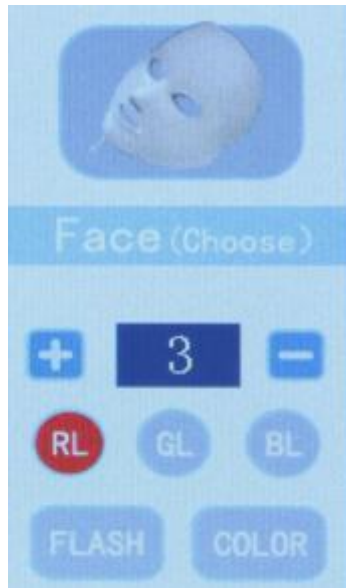 Face (Choose)
+ 3 −
RL GL BL
FLASH COLOR